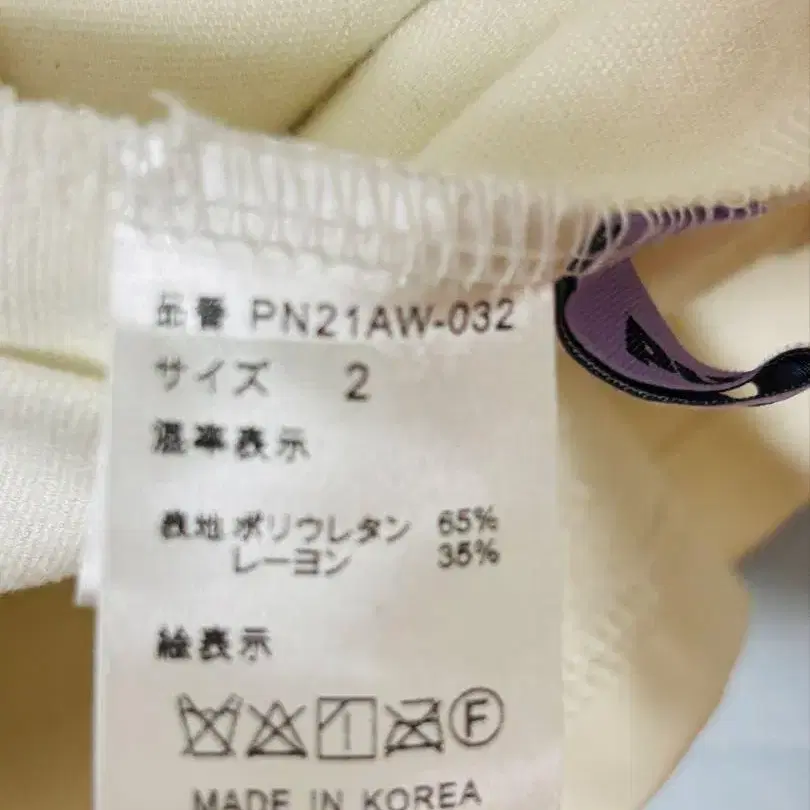 品番 PN21AW-032
サイズ 2
混率表示
表地 ポリウレタン 65%
レーヨン 35%
絵表示
F
MADE IN KOREA